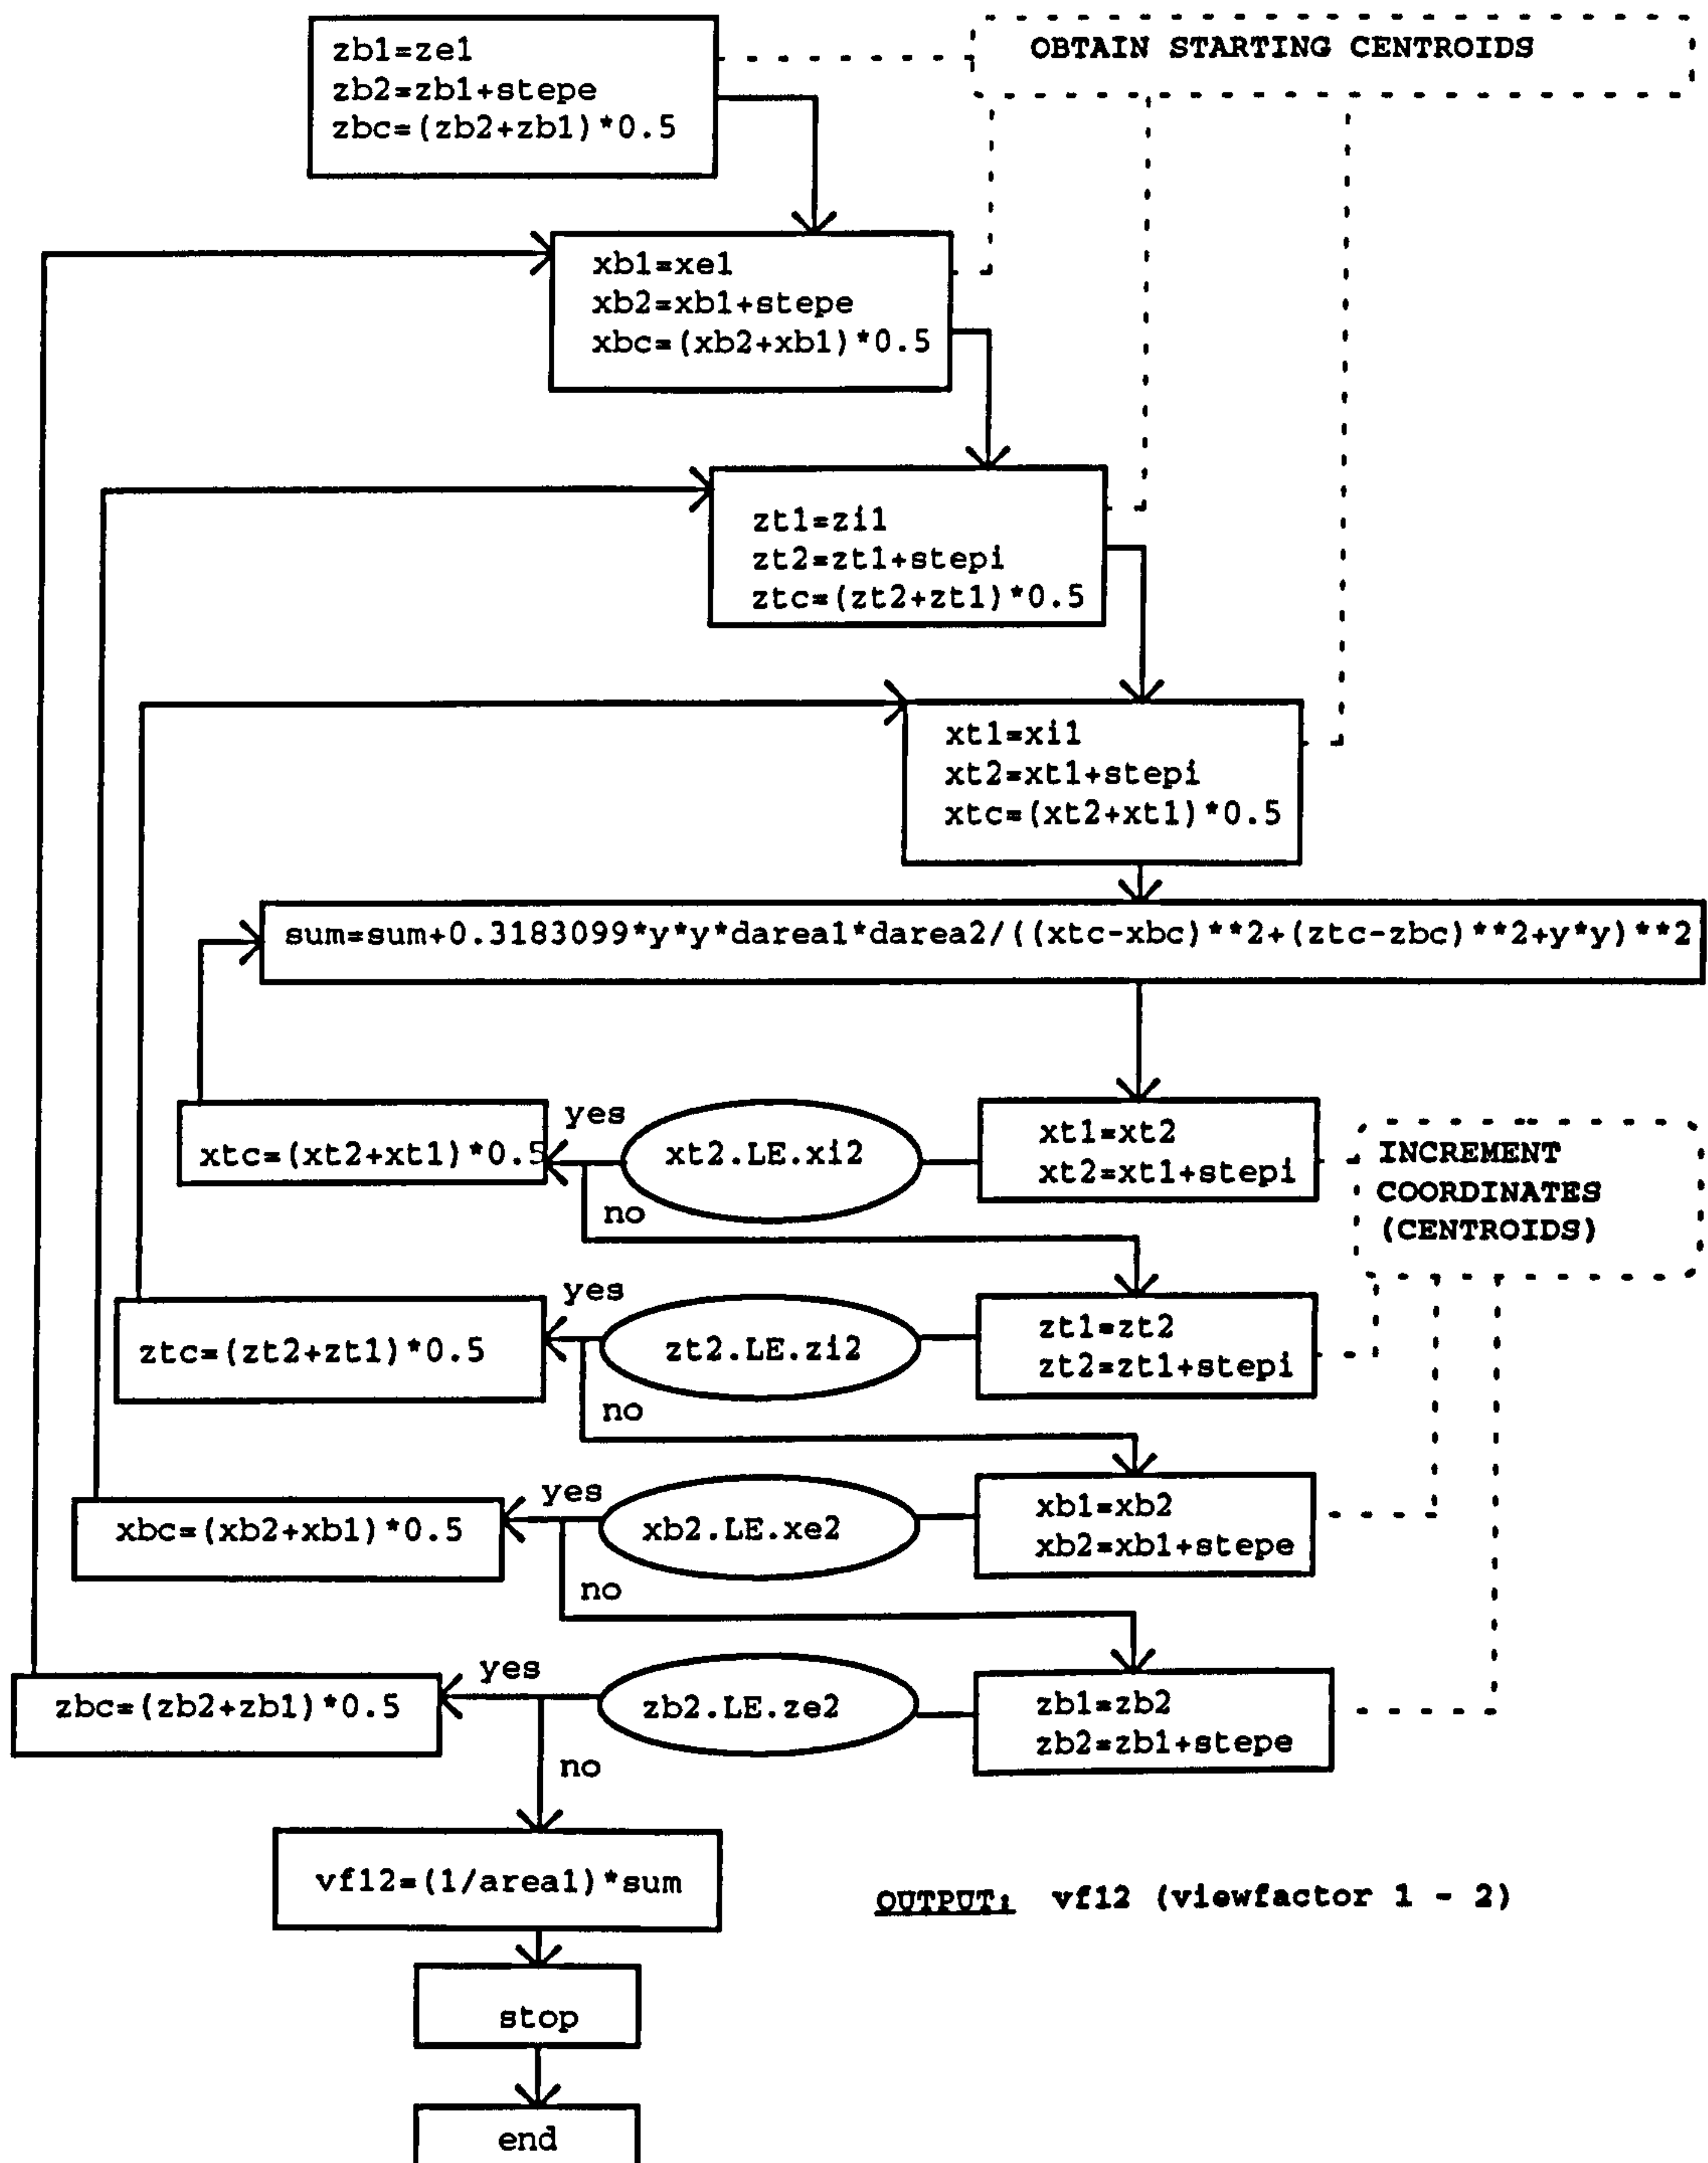 zb1=ze1
zb2=zb1+stepe
zbc=(zb2+zb1)*0.5
OBTAIN STARTING CENTROIDS
xb1=xe1
xb2=xb1+stepe
xbc=(xb2+xb1)*0.5
zt1=zi1
zt2=zt1+stepi
ztc=(zt2+zt1)*0.5
xt1=xi1
xt2=xt1+stepi
xtc=(xt2+xt1)*0.5
sum=sum+0.3183099*y*y*darea1*darea2/((xtc-xbc)**2+(ztc-zbc)**2+y*y)**2
xtc=(xt2+xt1)*0.5
yes
no
xt2.LE.xi2
xt1=xt2
xt2=xt1+stepi
INCREMENT
COORDINATES
(CENTROIDS)
ztc=(zt2+zt1)*0.5
yes
no
zt2.LE.zi2
zt1=zt2
zt2=zt1+stepi
xbc=(xb2+xb1)*0.5
yes
no
xb2.LE.xe2
xb1=xb2
xb2=xb1+stepe
zbc=(zb2+zb1)*0.5
yes
no
zb2.LE.ze2
zb1=zb2
zb2=zb1+stepe
vf12=(1/area1)*sum
OUTPUT: vf12 (viewfactor 1 - 2)
stop
end